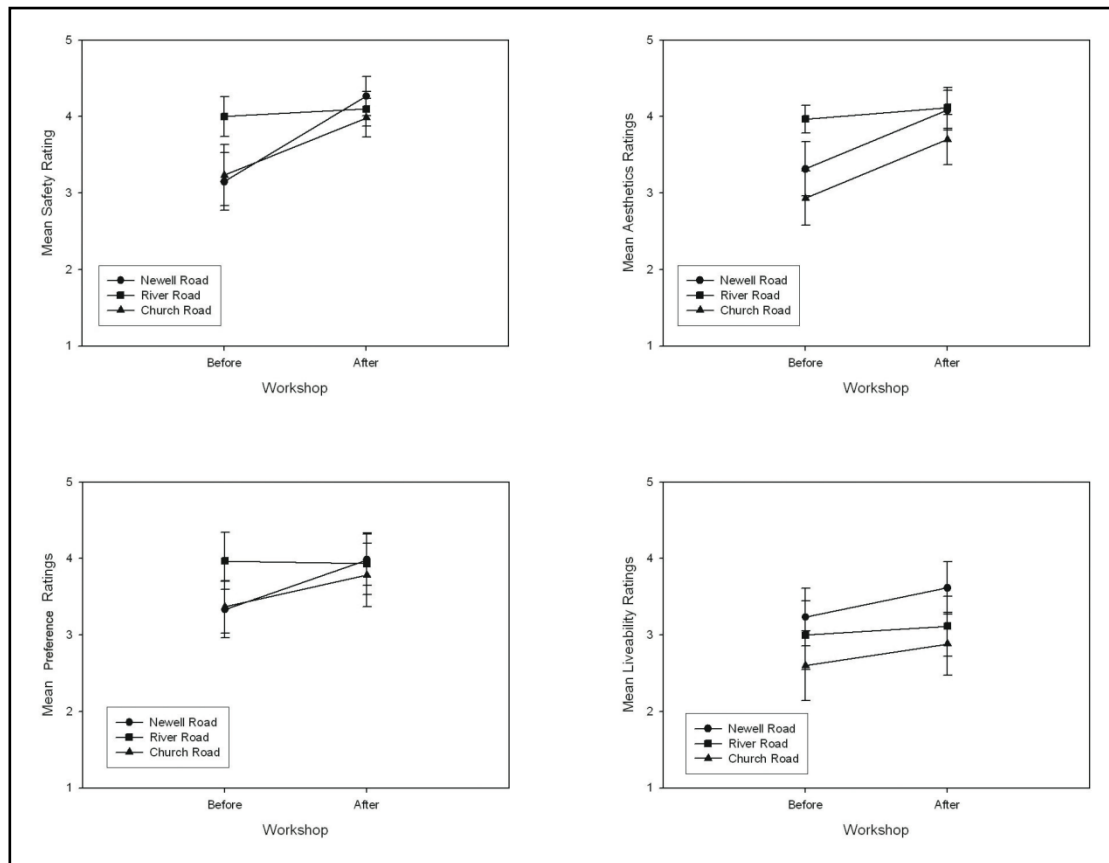 5
4
3
2
1
Mean Safety Rating
Newell Road
River Road
Church Road
Before
After
Workshop
5
4
3
2
1
Mean Aesthetics Ratings
Newell Road
River Road
Church Road
Before
After
Workshop
5
4
3
2
1
Mean Preference Ratings
Newell Road
River Road
Church Road
Before
After
Workshop
5
4
3
2
1
Mean Liveability Ratings
Newell Road
River Road
Church Road
Before
After
Workshop